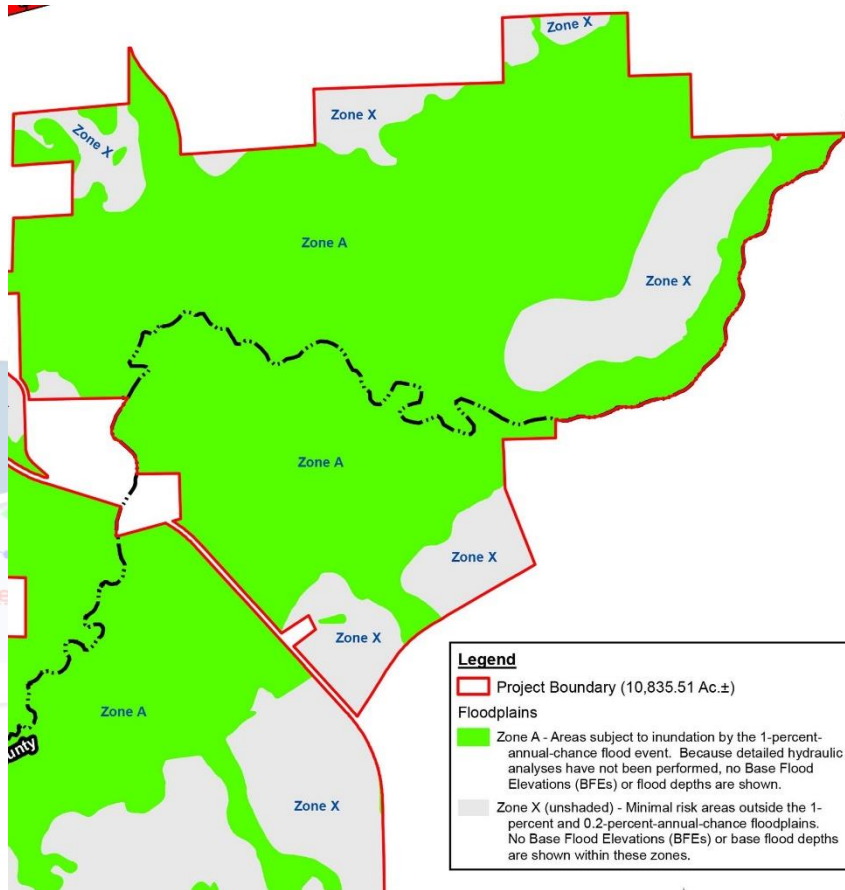 Zone X
Zone X
Zone X
Zone A
Zone X
Zone A
Zone X
Zone X
Zone A
unty
Zone X
Legend
Project Boundary (10,835.51 Ac.±)
Floodplains
Zone A - Areas subject to inundation by the 1-percent-
annual-chance flood event. Because detailed hydraulic
analyses have not been performed, no Base Flood
Elevations (BFEs) or flood depths are shown.
Zone X (unshaded) - Minimal risk areas outside the 1-
percent and 0.2-percent-annual-chance floodplains.
No Base Flood Elevations (BFEs) or base flood depths
are shown within these zones.